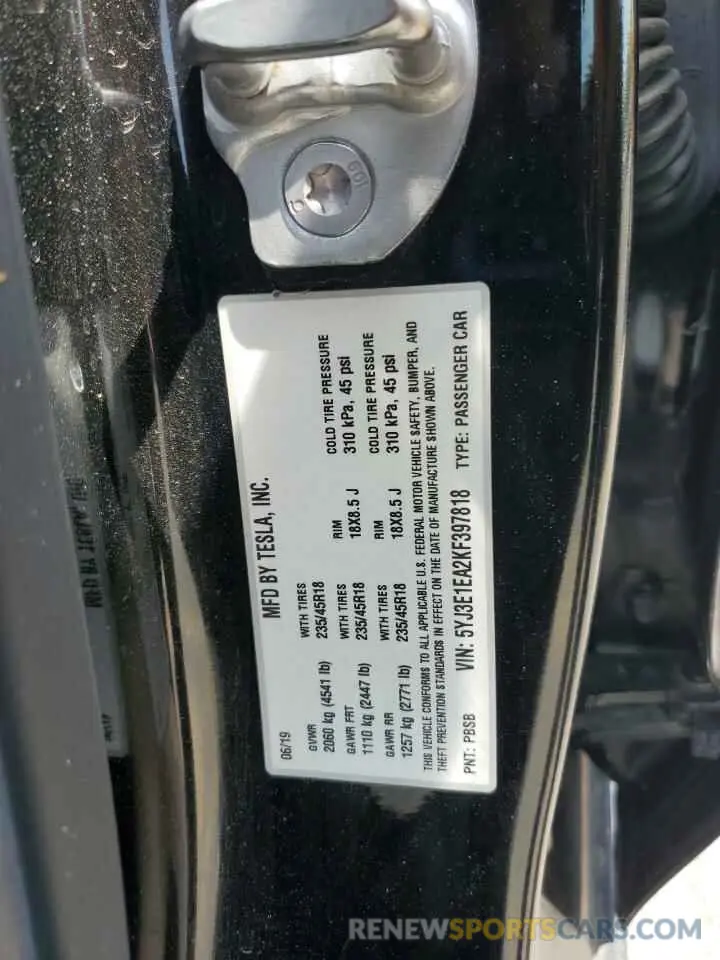 MFD BY TESLA, INC.
06/19
GVWR WITH TIRES RIM COLD TIRE PRESSURE
2060 kg (4541 lb) 235/45R18 18X8.5 J 310 kPa, 45 psi
GAWR FRT WITH TIRES RIM COLD TIRE PRESSURE
1110 kg (2447 lb) 235/45R18 18X8.5 J 310 kPa, 45 psi
GAWR RR WITH TIRES
1257 kg (2771 lb) 235/45R18
THIS VEHICLE CONFORMS TO ALL APPLICABLE U.S. FEDERAL MOTOR VEHICLE SAFETY, BUMPER, AND
THEFT PREVENTION STANDARDS IN EFFECT ON THE DATE OF MANUFACTURE SHOWN ABOVE.
PNT: PBSB VIN: 5YJ3E1EA2KF397818 TYPE: PASSENGER CAR
RENEWSPORTSCARS.COM